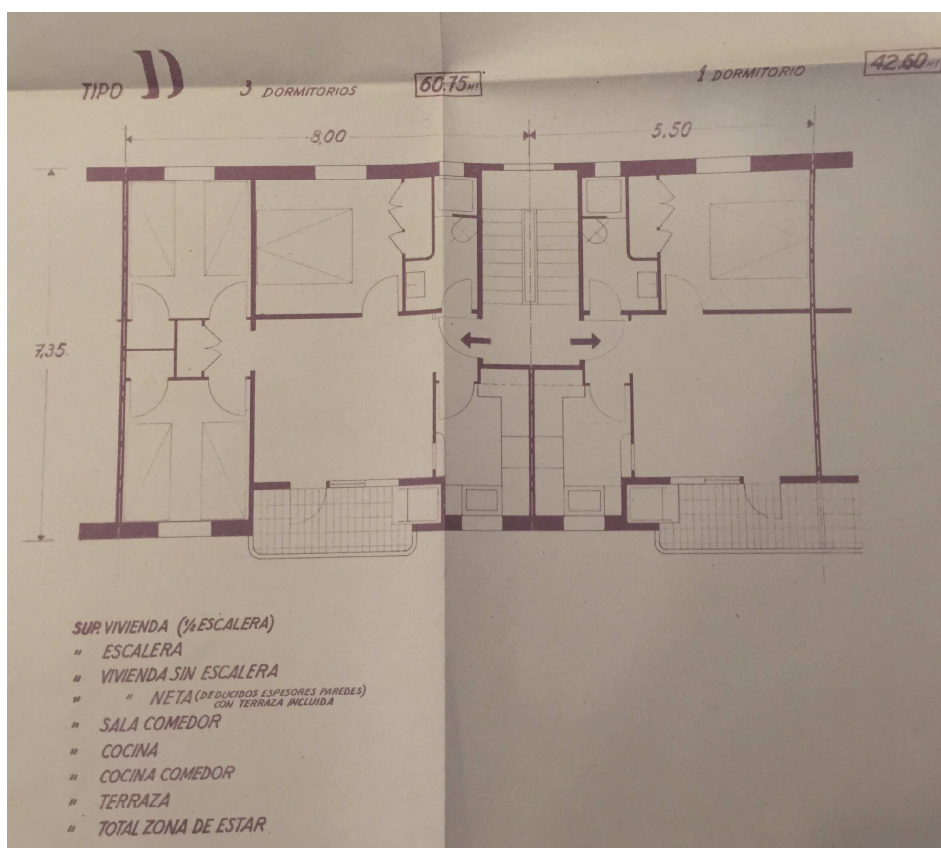 TIPO D 3 DORMITORIOS 60.75 MT 1 DORMITORIO 42.60 MT
8,00 5,50
7,35
SUP. VIVIENDA (½ ESCALERA)
" ESCALERA
" VIVIENDA SIN ESCALERA
" " NETA (DEDUCIDOS ESPESORES PAREDES)
CON TERRAZA INCLUIDA
" SALA COMEDOR
" COCINA
" COCINA COMEDOR
" TERRAZA
" TOTAL ZONA DE ESTAR